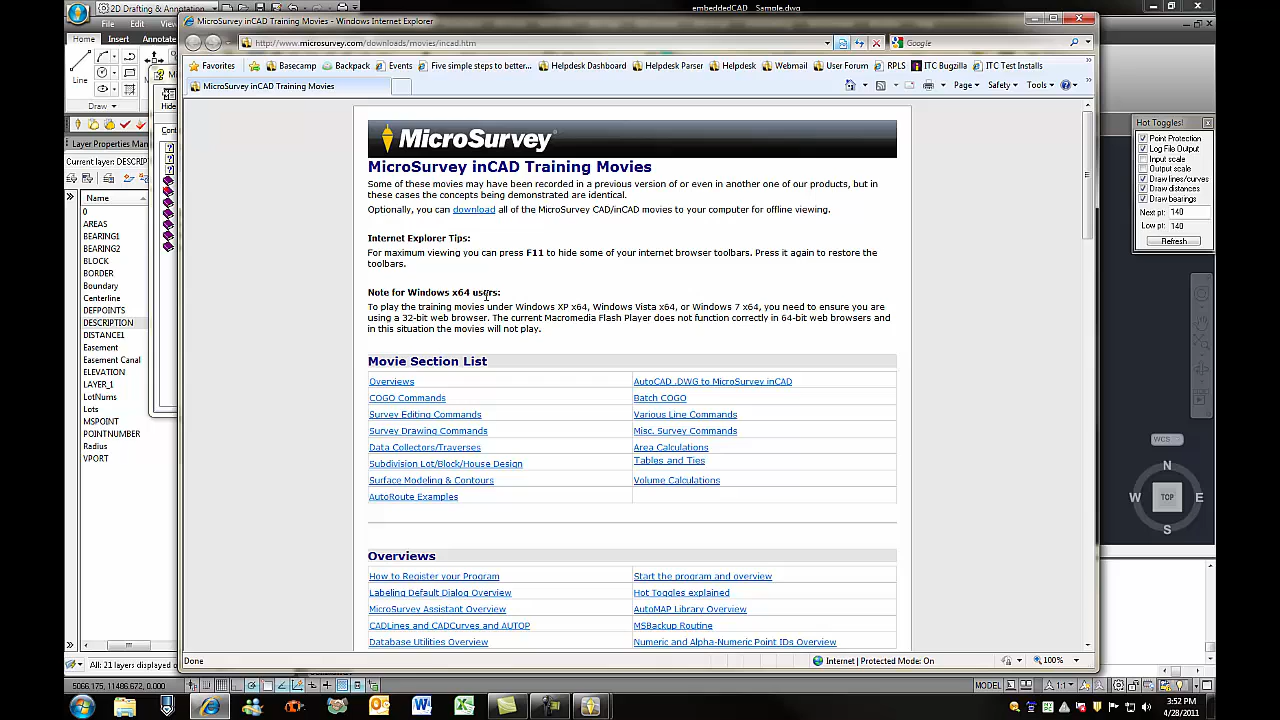 2D Drafting & Annotation
embeddedCAD_Sample.dwg
Home Insert Annotate
Line
Draw
Hide
Layer Properties Man
Current layer: DESCRIP
Name
0
AREAS
BEARING1
BEARING2
BLOCK
BORDER
Boundary
Centerline
DEFPOINTS
DESCRIPTION
DISTANCE1
Easement
Easement Canal
ELEVATION
LAYER_1
LotNums
Lots
MSPOINT
POINTNUMBER
Radius
VPORT
All: 21 layers displayed o
5066.175, 11486.672, 0.000
MicroSurvey inCAD Training Movies - Windows Internet Explorer
http://www.microsurvey.com/downloads/movies/incad.htm
Google
Favorites Basecamp Backpack Events Five simple steps to better... Helpdesk Dashboard Helpdesk Parser Helpdesk Webmail User Forum RPLS ITC Bugzilla ITC Test Installs
MicroSurvey inCAD Training Movies
Page Safety Tools
MicroSurvey
MicroSurvey inCAD Training Movies
Some of these movies may have been recorded in a previous version of or even in another one of our products, but in
these cases the concepts being demonstrated are identical.
Optionally, you can download all of the MicroSurvey CAD/inCAD movies to your computer for offline viewing.
Internet Explorer Tips:
For maximum viewing you can press F11 to hide some of your internet browser toolbars. Press it again to restore the
toolbars.
Note for Windows x64 users:
To play the training movies under Windows XP x64, Windows Vista x64, or Windows 7 x64, you need to ensure you are
using a 32-bit web browser. The current Macromedia Flash Player does not function correctly in 64-bit web browsers and
in this situation the movies will not play.
Movie Section List
Overviews AutoCAD .DWG to MicroSurvey inCAD
COGO Commands Batch COGO
Survey Editing Commands Various Line Commands
Survey Drawing Commands Misc. Survey Commands
Data Collectors/Traverses Area Calculations
Subdivision Lot/Block/House Design Tables and Ties
Surface Modeling & Contours Volume Calculations
AutoRoute Examples
Overviews
How to Register your Program Start the program and overview
Labeling Default Dialog Overview Hot Toggles explained
MicroSurvey Assistant Overview AutoMAP Library Overview
CADLines and CADCurves and AUTOP MSBackup Routine
Database Utilities Overview Numeric and Alpha-Numeric Point IDs Overview
Done
Internet | Protected Mode: On
100%
Hot Toggles!
Point Protection
Log File Output
Input scale
Output scale
Draw lines/curves
Draw distances
Draw bearings
Next pt: 140
Low pt: 140
Refresh
WCS
N
W TOP E
S
MODEL
1:1
3:52 PM
4/28/2011